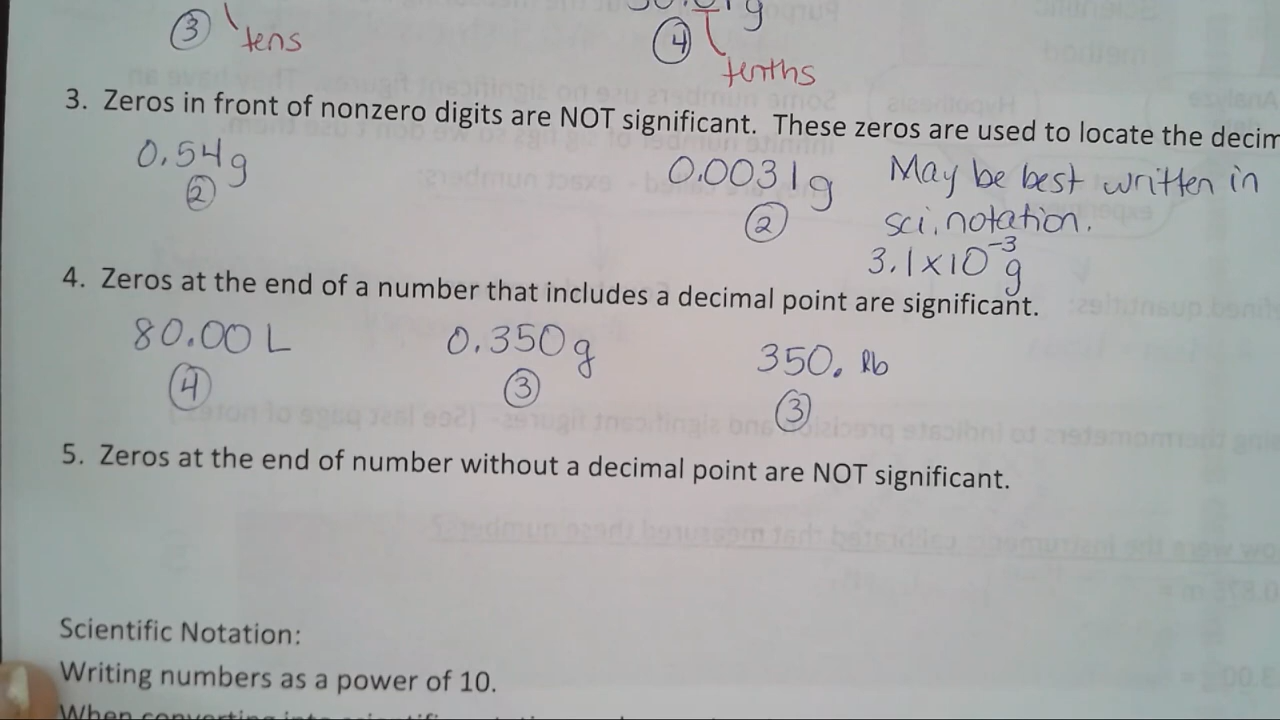 3 tens
4 tenths
3. Zeros in front of nonzero digits are NOT significant. These zeros are used to locate the decim
0.54g 0.0031g May be best written in
2 2 sci. notation.
3.1x10⁻³ g
4. Zeros at the end of a number that includes a decimal point are significant.
80.00 L 0.350 g 350. lb
4 3 3
5. Zeros at the end of number without a decimal point are NOT significant.
Scientific Notation:
Writing numbers as a power of 10.